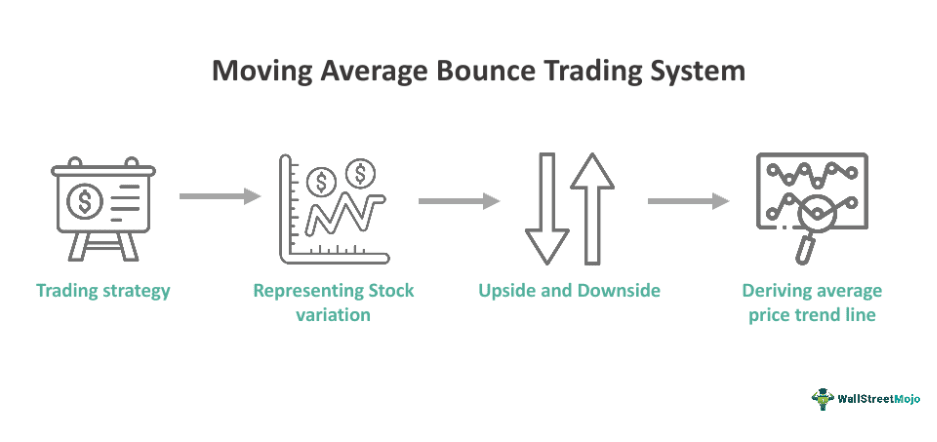 Moving Average Bounce Trading System
$
$
$
Trading strategy
Representing Stock
variation
Upside and Downside
Deriving average
price trend line
WallStreetMojo